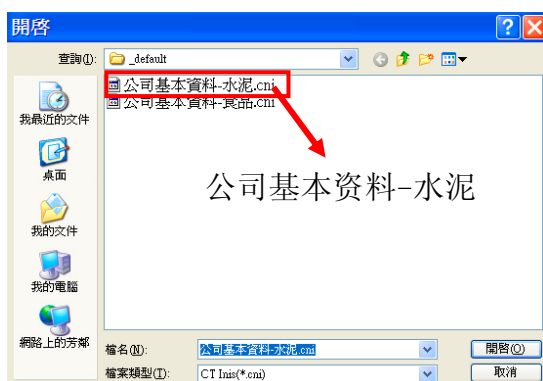 開啓
查詢(I):
_default
公司基本資料-水泥.cni
公司基本資料-食品.cni
公司基本资料-水泥
我最近的文件
桌面
我的文件
我的電腦
網路上的芳鄰
檔名(N):
公司基本資料-水泥.cni
開啓(O)
檔案類型(T):
CT Inis(*.cni)
取消